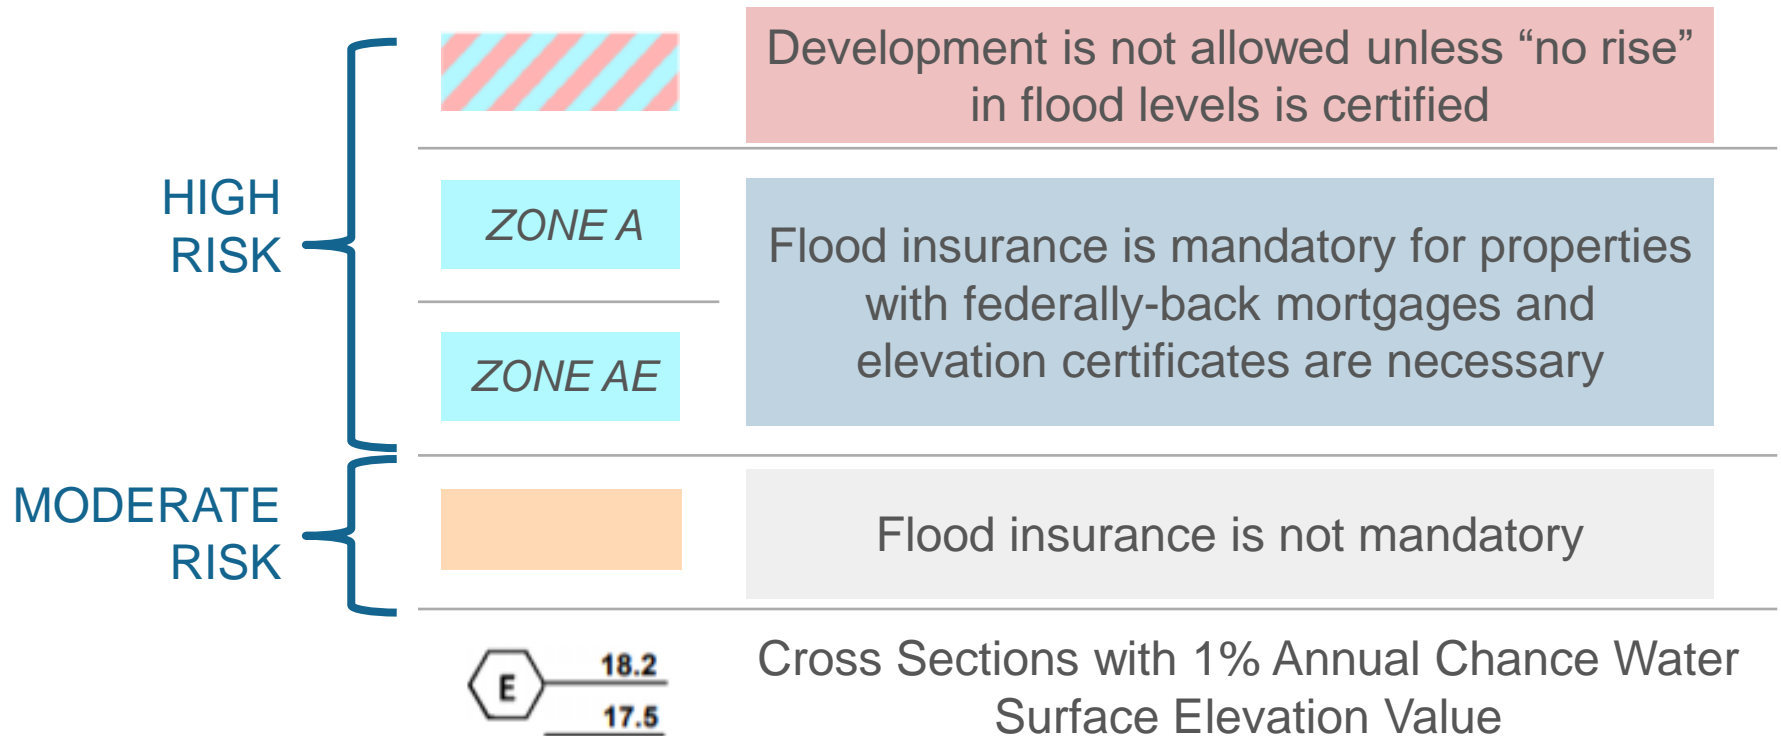 Development is not allowed unless “no rise”
in flood levels is certified
HIGH
RISK
ZONE A
ZONE AE
Flood insurance is mandatory for properties
with federally-back mortgages and
elevation certificates are necessary
MODERATE
RISK
Flood insurance is not mandatory
E
18.2
17.5
Cross Sections with 1% Annual Chance Water
Surface Elevation Value